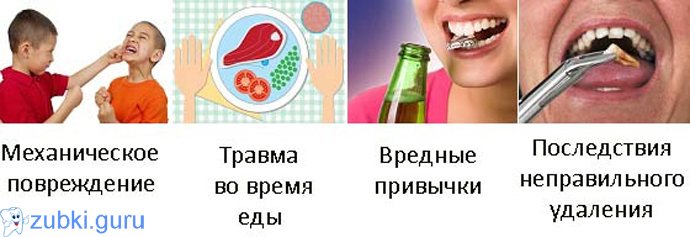 Механическое
повреждение
Травма
во время
еды
Вредные
привычки
Последствия
неправильного
удаления
zubki.guru